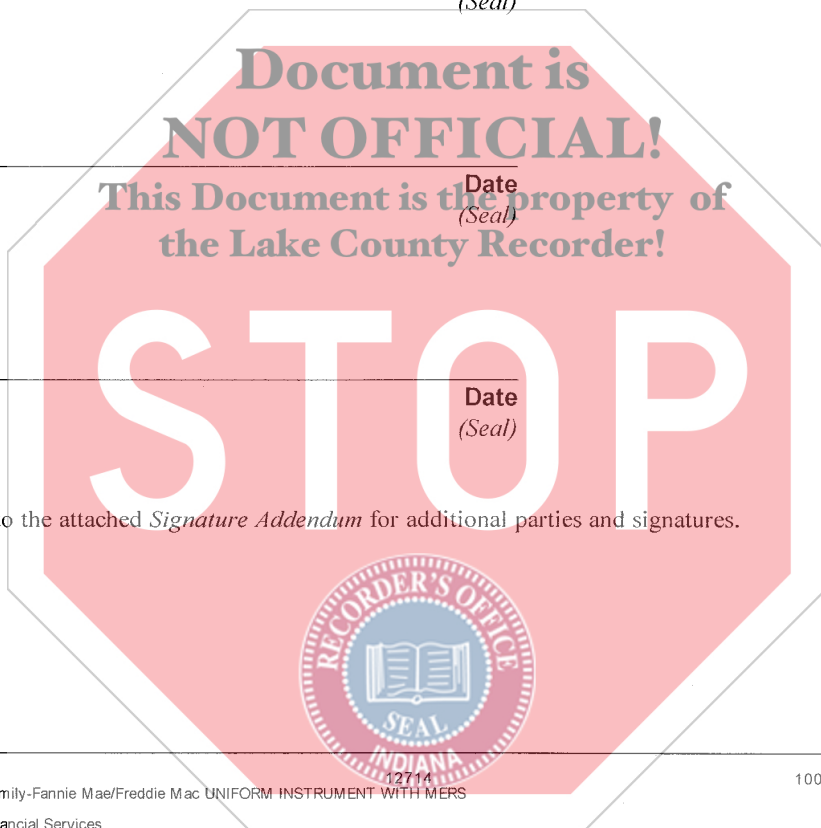 (Seal)
Document is
NOT OFFICIAL!
Date
This Document is the property of
(Seal)
the Lake County Recorder!
STOP
Date
(Seal)
o the attached Signature Addendum for additional parties and signatures.
RECORDER'S OFFICE
SEAL
INDIANA
12714
100
mily-Fannie Mae/Freddie Mac UNIFORM INSTRUMENT WITH MERS
ancial Services